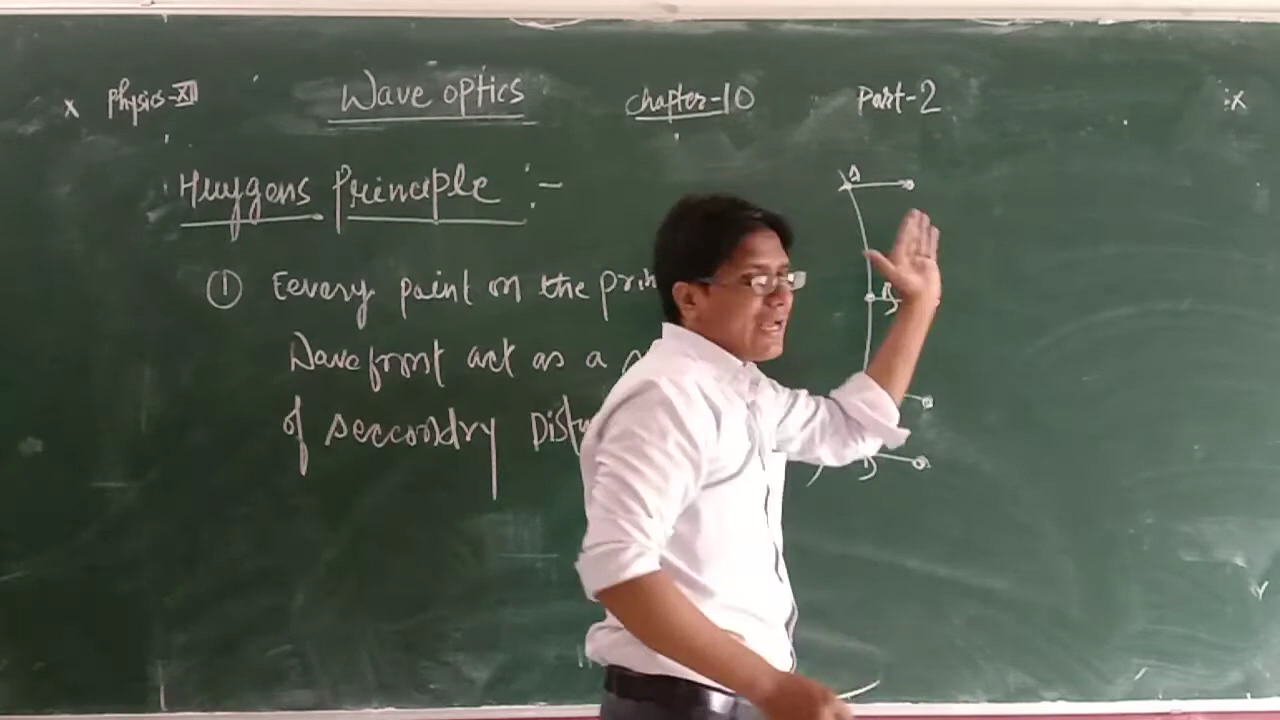 x Physics-XII Wave optics Chapter-10 Part-2 x
Huygens Principle :-
① Eevery point on the prin
Wavefront act as a
of seccondry Distu
A
B
D